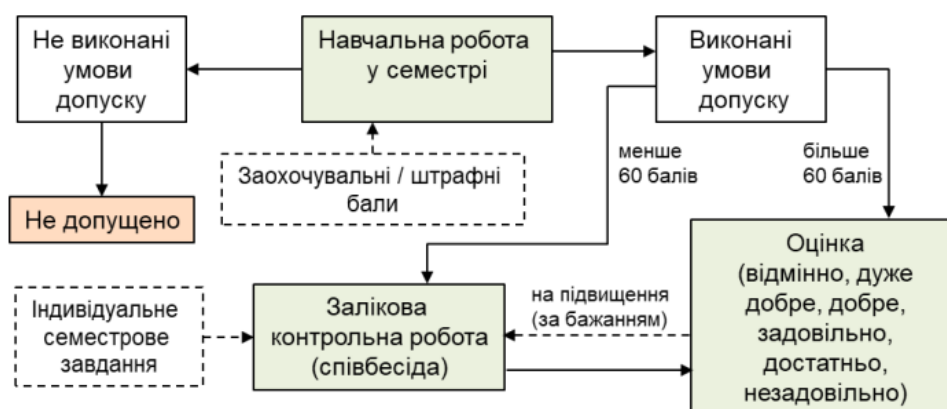 Не виконані
умови
допуску
Навчальна робота
у семестрі
Виконані
умови
допуску
менше
60 балів
більше
60 балів
Заохочувальні / штрафні
бали
Не допущено
Індивідуальне
семестрове
завдання
Залікова
контрольна робота
(співбесіда)
на підвищення
(за бажанням)
Оцінка
(відмінно, дуже
добре, добре,
задовільно,
достатньо,
незадовільно)